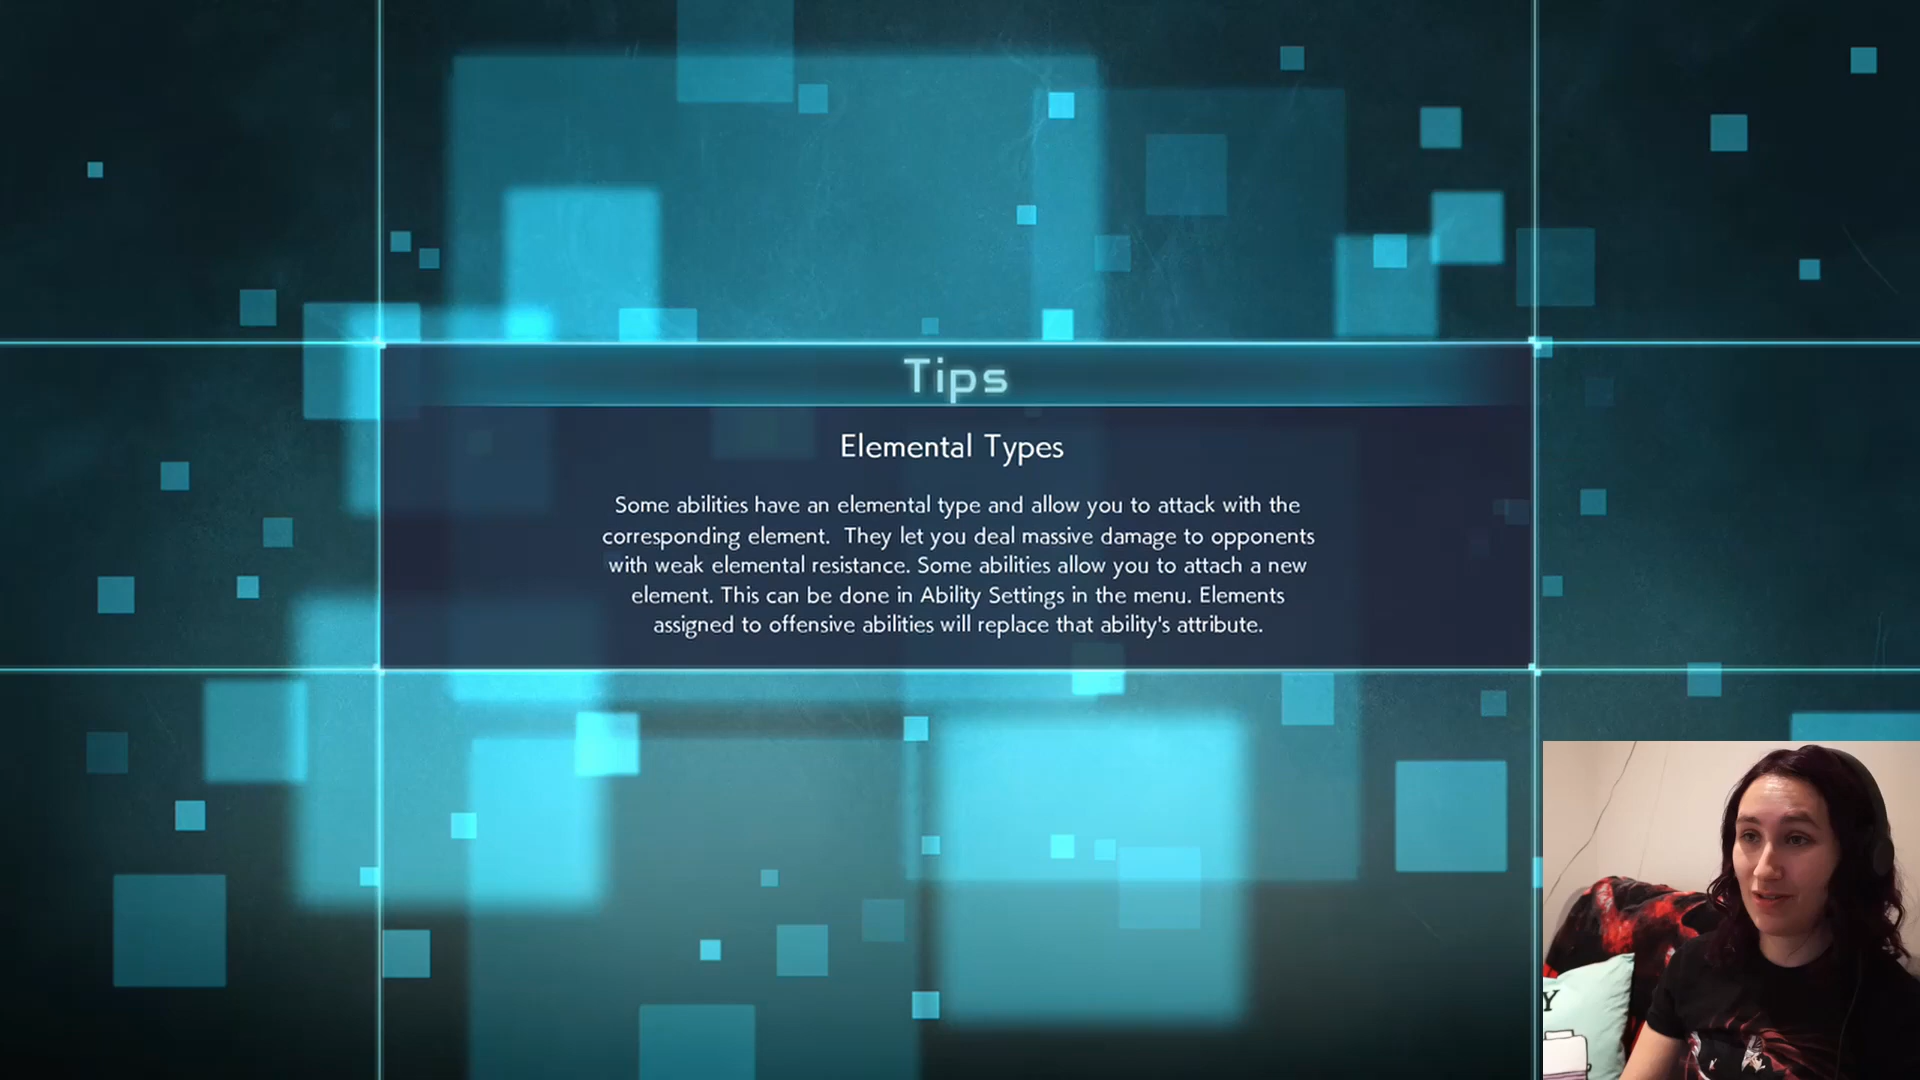 Tips
Elemental Types
Some abilities have an elemental type and allow you to attack with the
corresponding element.  They let you deal massive damage to opponents
with weak elemental resistance. Some abilities allow you to attach a new
element. This can be done in Ability Settings in the menu. Elements
assigned to offensive abilities will replace that ability's attribute.
Y